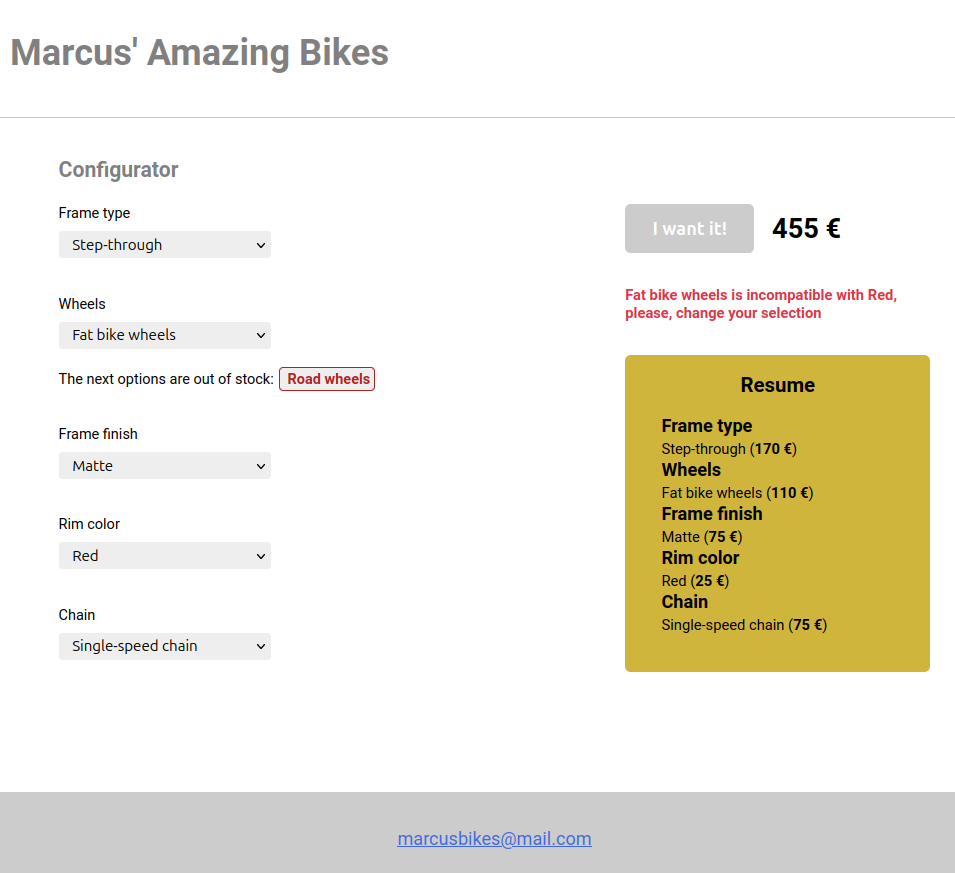 Marcus' Amazing Bikes
Configurator
Frame type
Step-through
Wheels
Fat bike wheels
The next options are out of stock: Road wheels
Frame finish
Matte
Rim color
Red
Chain
Single-speed chain
I want it! 455 €
Fat bike wheels is incompatible with Red,
please, change your selection
Resume
Frame type
Step-through (170 €)
Wheels
Fat bike wheels (110 €)
Frame finish
Matte (75 €)
Rim color
Red (25 €)
Chain
Single-speed chain (75 €)
marcusbikes@mail.com